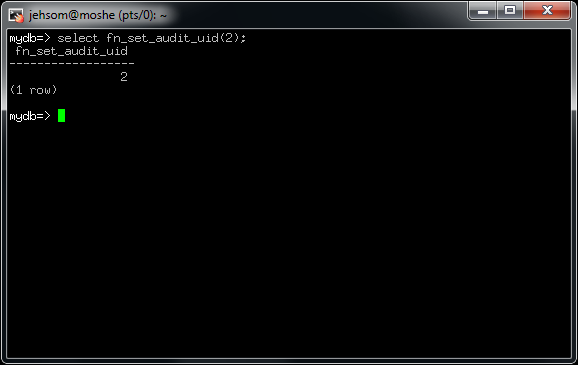 jehsom@moshe (pts/0): ~
mydb=> select fn_set_audit_uid(2);
 fn_set_audit_uid
------------------
                2
(1 row)

mydb=>